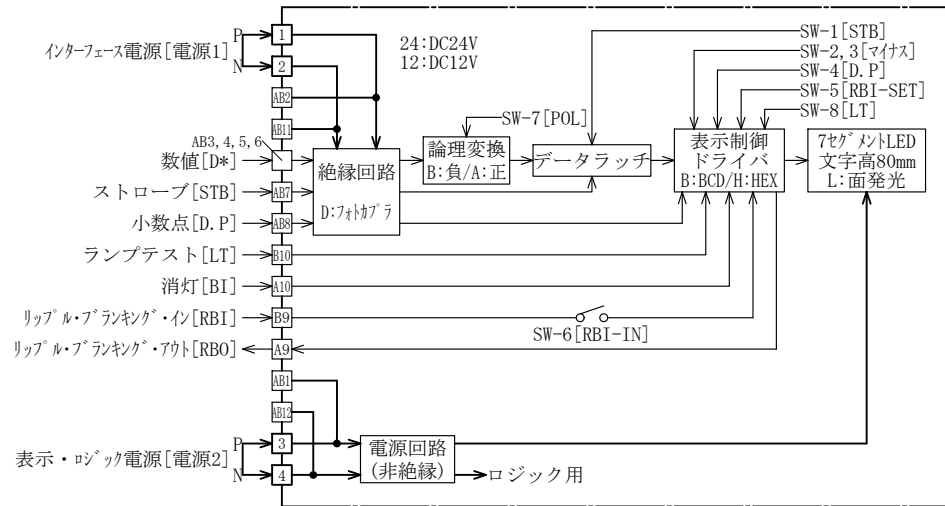 インターフェース電源[電源1]
P
N
1
2
AB2
AB11
24:DC24V
12:DC12V
SW-1[STB]
SW-2,3[マイナス]
SW-4[D.P]
SW-5[RBI-SET]
SW-8[LT]
SW-7[POL]
AB3,4,5,6
数値[D*]
ストローブ[STB]
AB7
小数点[D.P]
AB8
絶縁回路
D:フォトカプラ
論理変換
B:負/A:正
データラッチ
表示制御
ドライバ
B:BCD/H:HEX
7セグメントLED
文字高80mm
L:面発光
ランプテスト[LT]
B10
消灯[BI]
A10
リップル・ブランキング・イン[RBI]
B9
SW-6[RBI-IN]
リップル・ブランキング・アウト[RBO]
A9
AB1
AB12
表示・ロジック電源[電源2]
P
N
3
4
電源回路
(非絶縁)
ロジック用